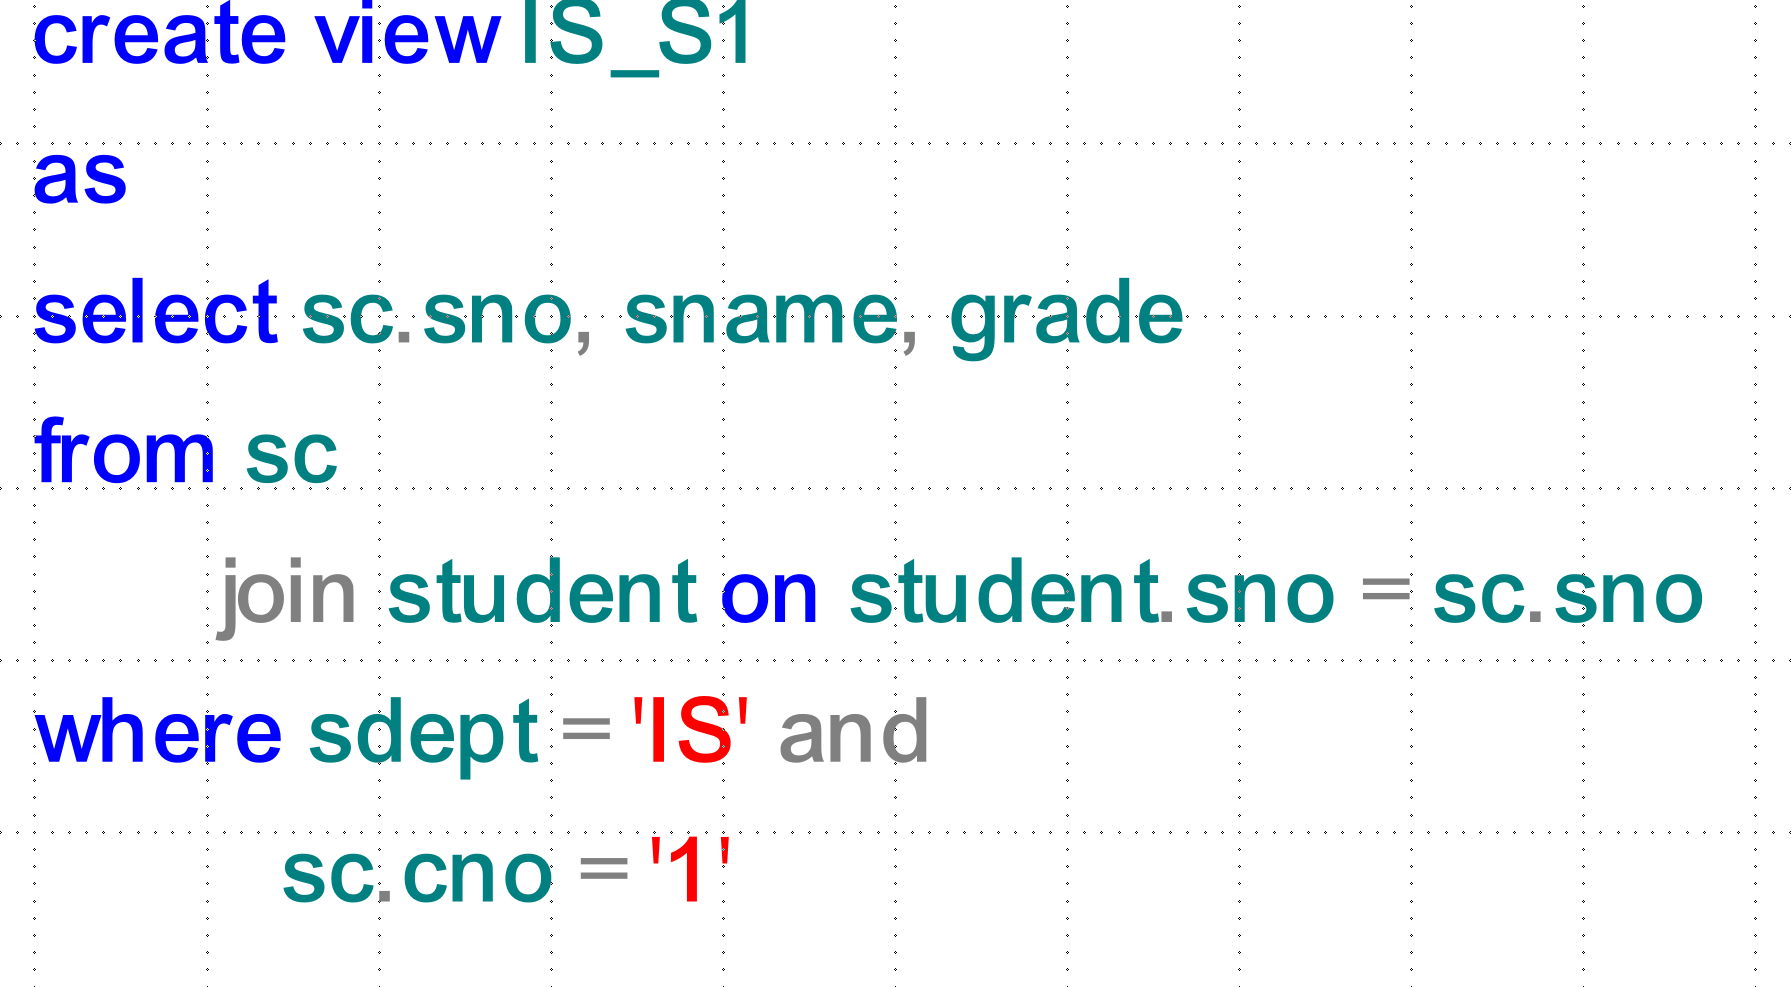 create view IS_S1
as
select sc.sno, sname, grade
from sc
join student on student.sno = sc.sno
where sdept = 'IS' and
sc.cno = '1'